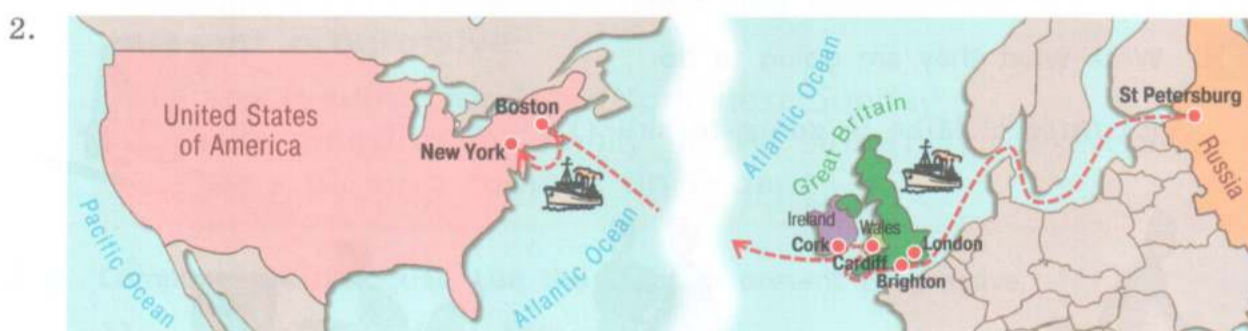 2.
United States
of America
Boston
New York
Pacific Ocean
Atlantic Ocean
Atlantic Ocean
Great Britain
Ireland
Wales
Cork
Cardiff
London
Brighton
St Petersburg
Russia